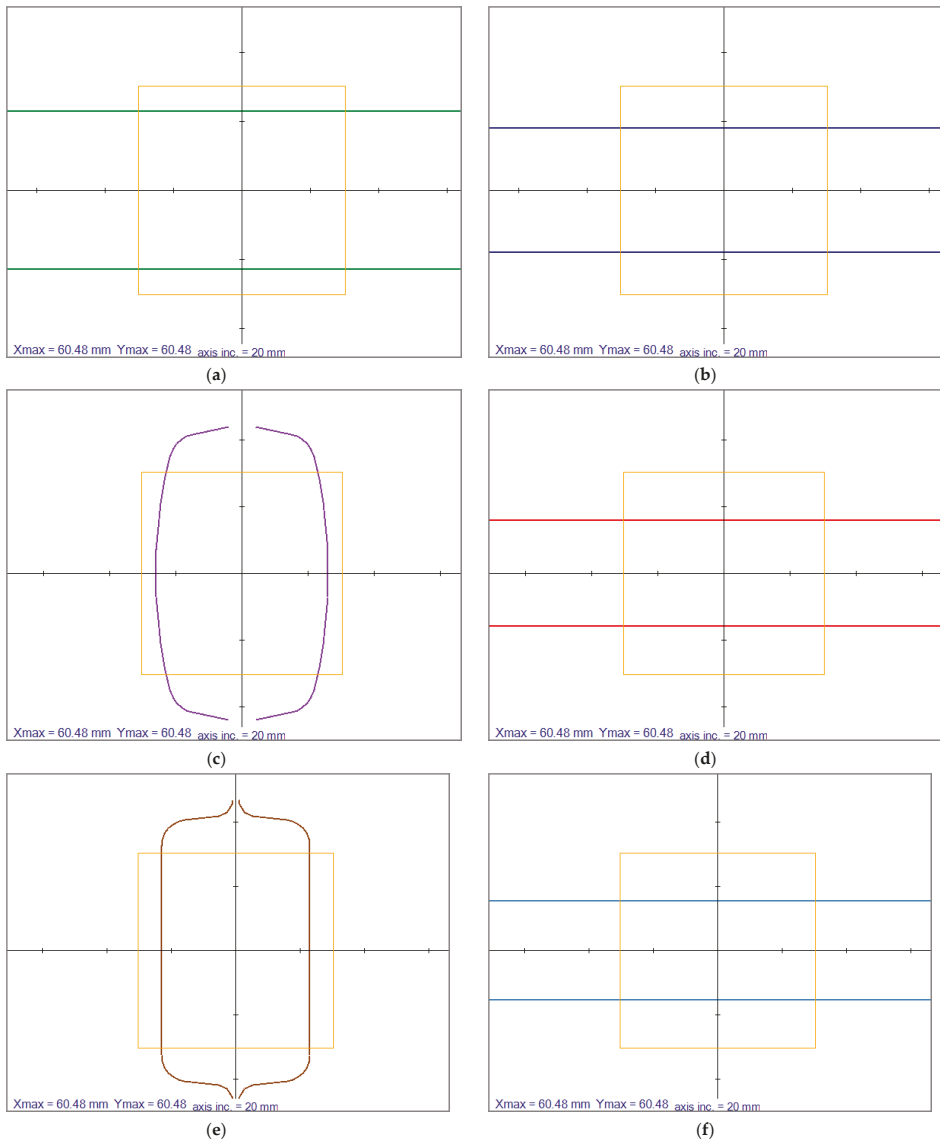 Xmax = 60.48 mm Ymax = 60.48 axis inc. = 20 mm
Xmax = 60.48 mm Ymax = 60.48 axis inc. = 20 mm
(a)
(b)
Xmax = 60.48 mm Ymax = 60.48 axis inc. = 20 mm
Xmax = 60.48 mm Ymax = 60.48 axis inc. = 20 mm
(c)
(d)
Xmax = 60.48 mm Ymax = 60.48 axis inc. = 20 mm
Xmax = 60.48 mm Ymax = 60.48 axis inc. = 20 mm
(e)
(f)